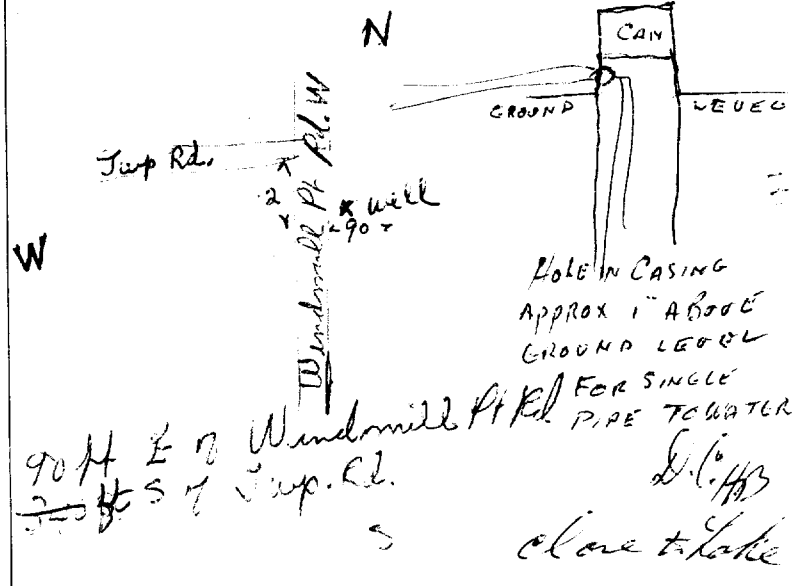 N
CAN
GROUND LEVEL
Twp Rd.
Windmill Pt Rd. W
2
x well
90
W
HOLE IN CASING
APPROX 1" ABOVE
GROUND LEVEL
FOR SINGLE
PIPE TO WATER
90 ft E of Windmill Pt Rd
ft S of Twp. Rd.
S
close to Lake